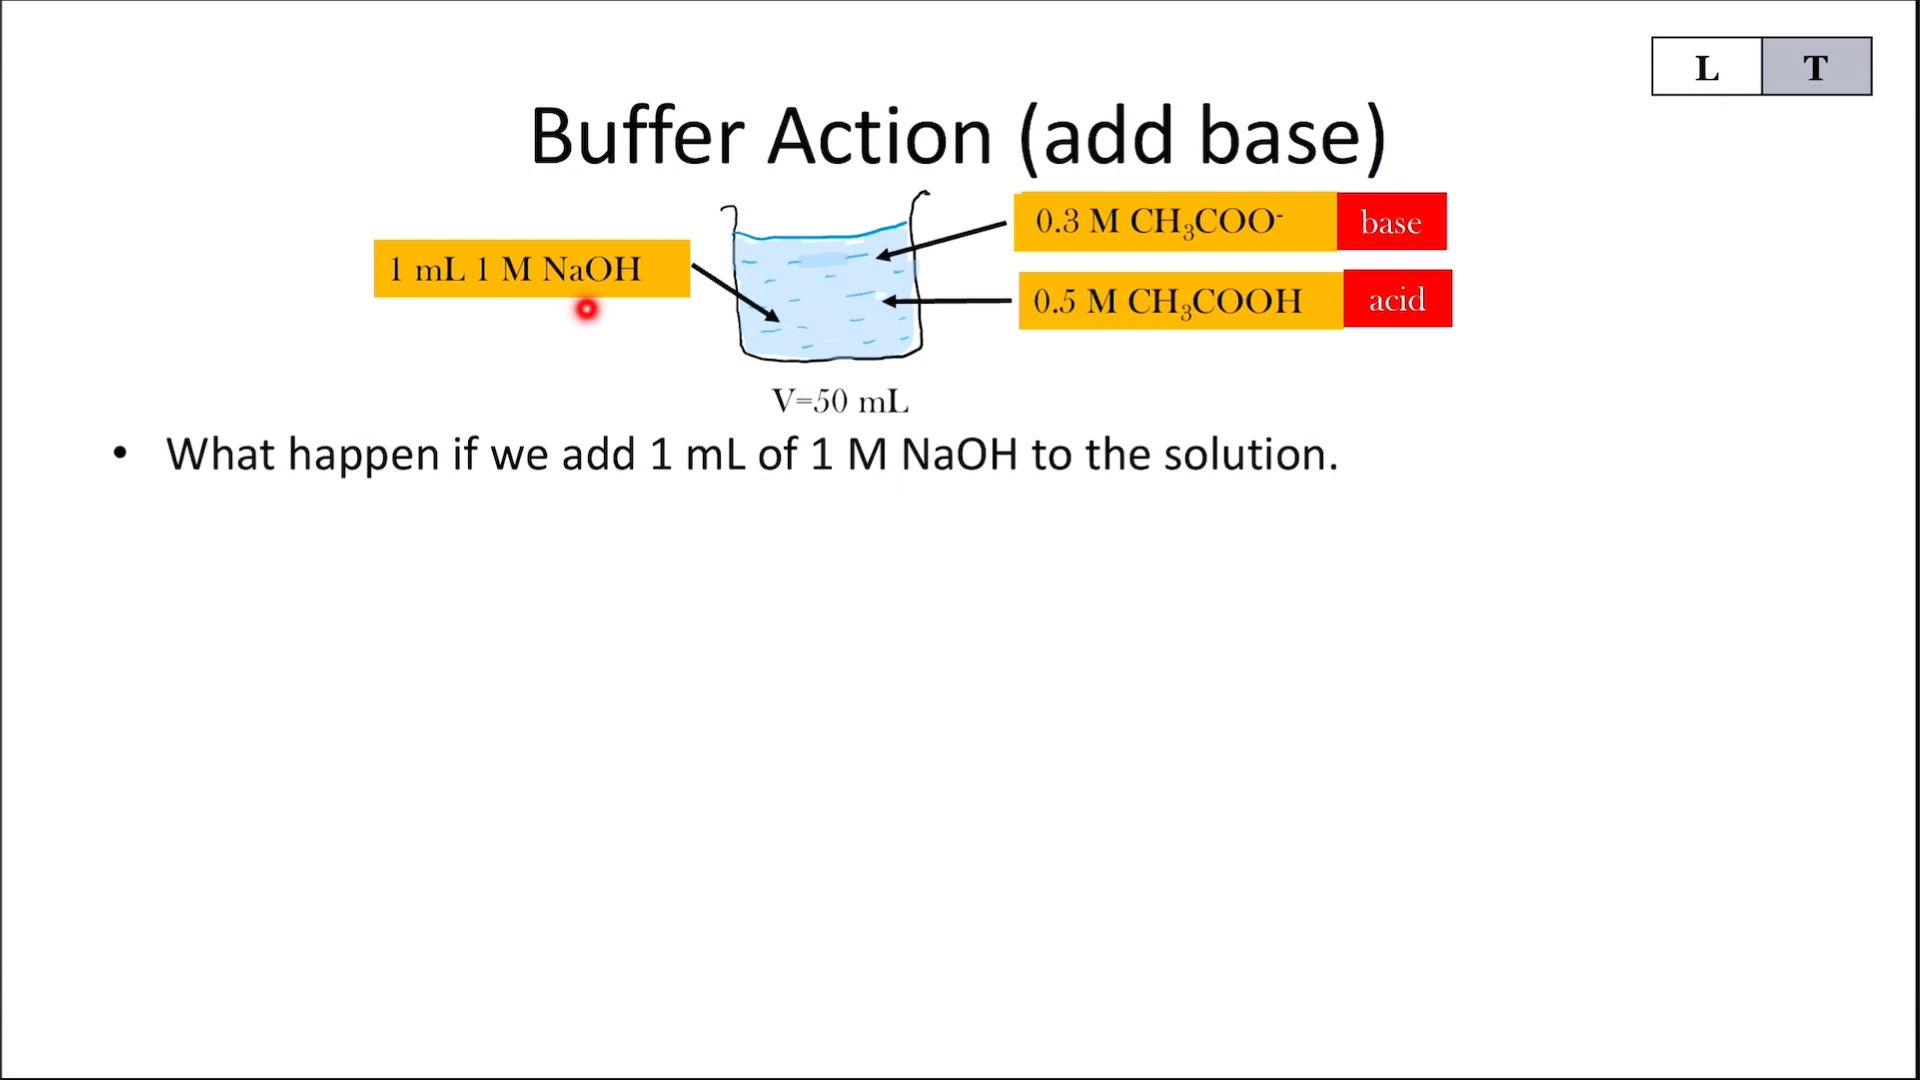 L T
Buffer Action (add base)
0.3 M CH₃COO⁻ base
1 mL 1 M NaOH
0.5 M CH₃COOH acid
V=50 mL
• What happen if we add 1 mL of 1 M NaOH to the solution.